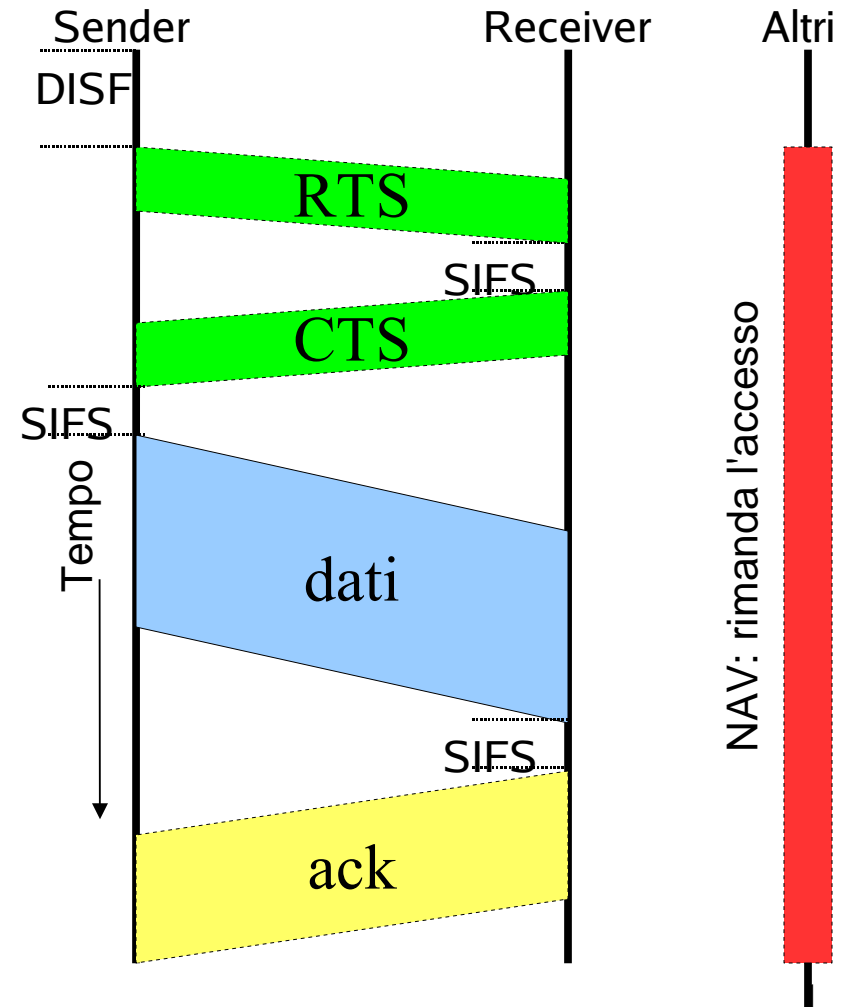 Sender
Receiver
Altri
DISF
RTS
SIFS
CTS
SIFS
Tempo
dati
NAV: rimanda l'accesso
SIFS
ack